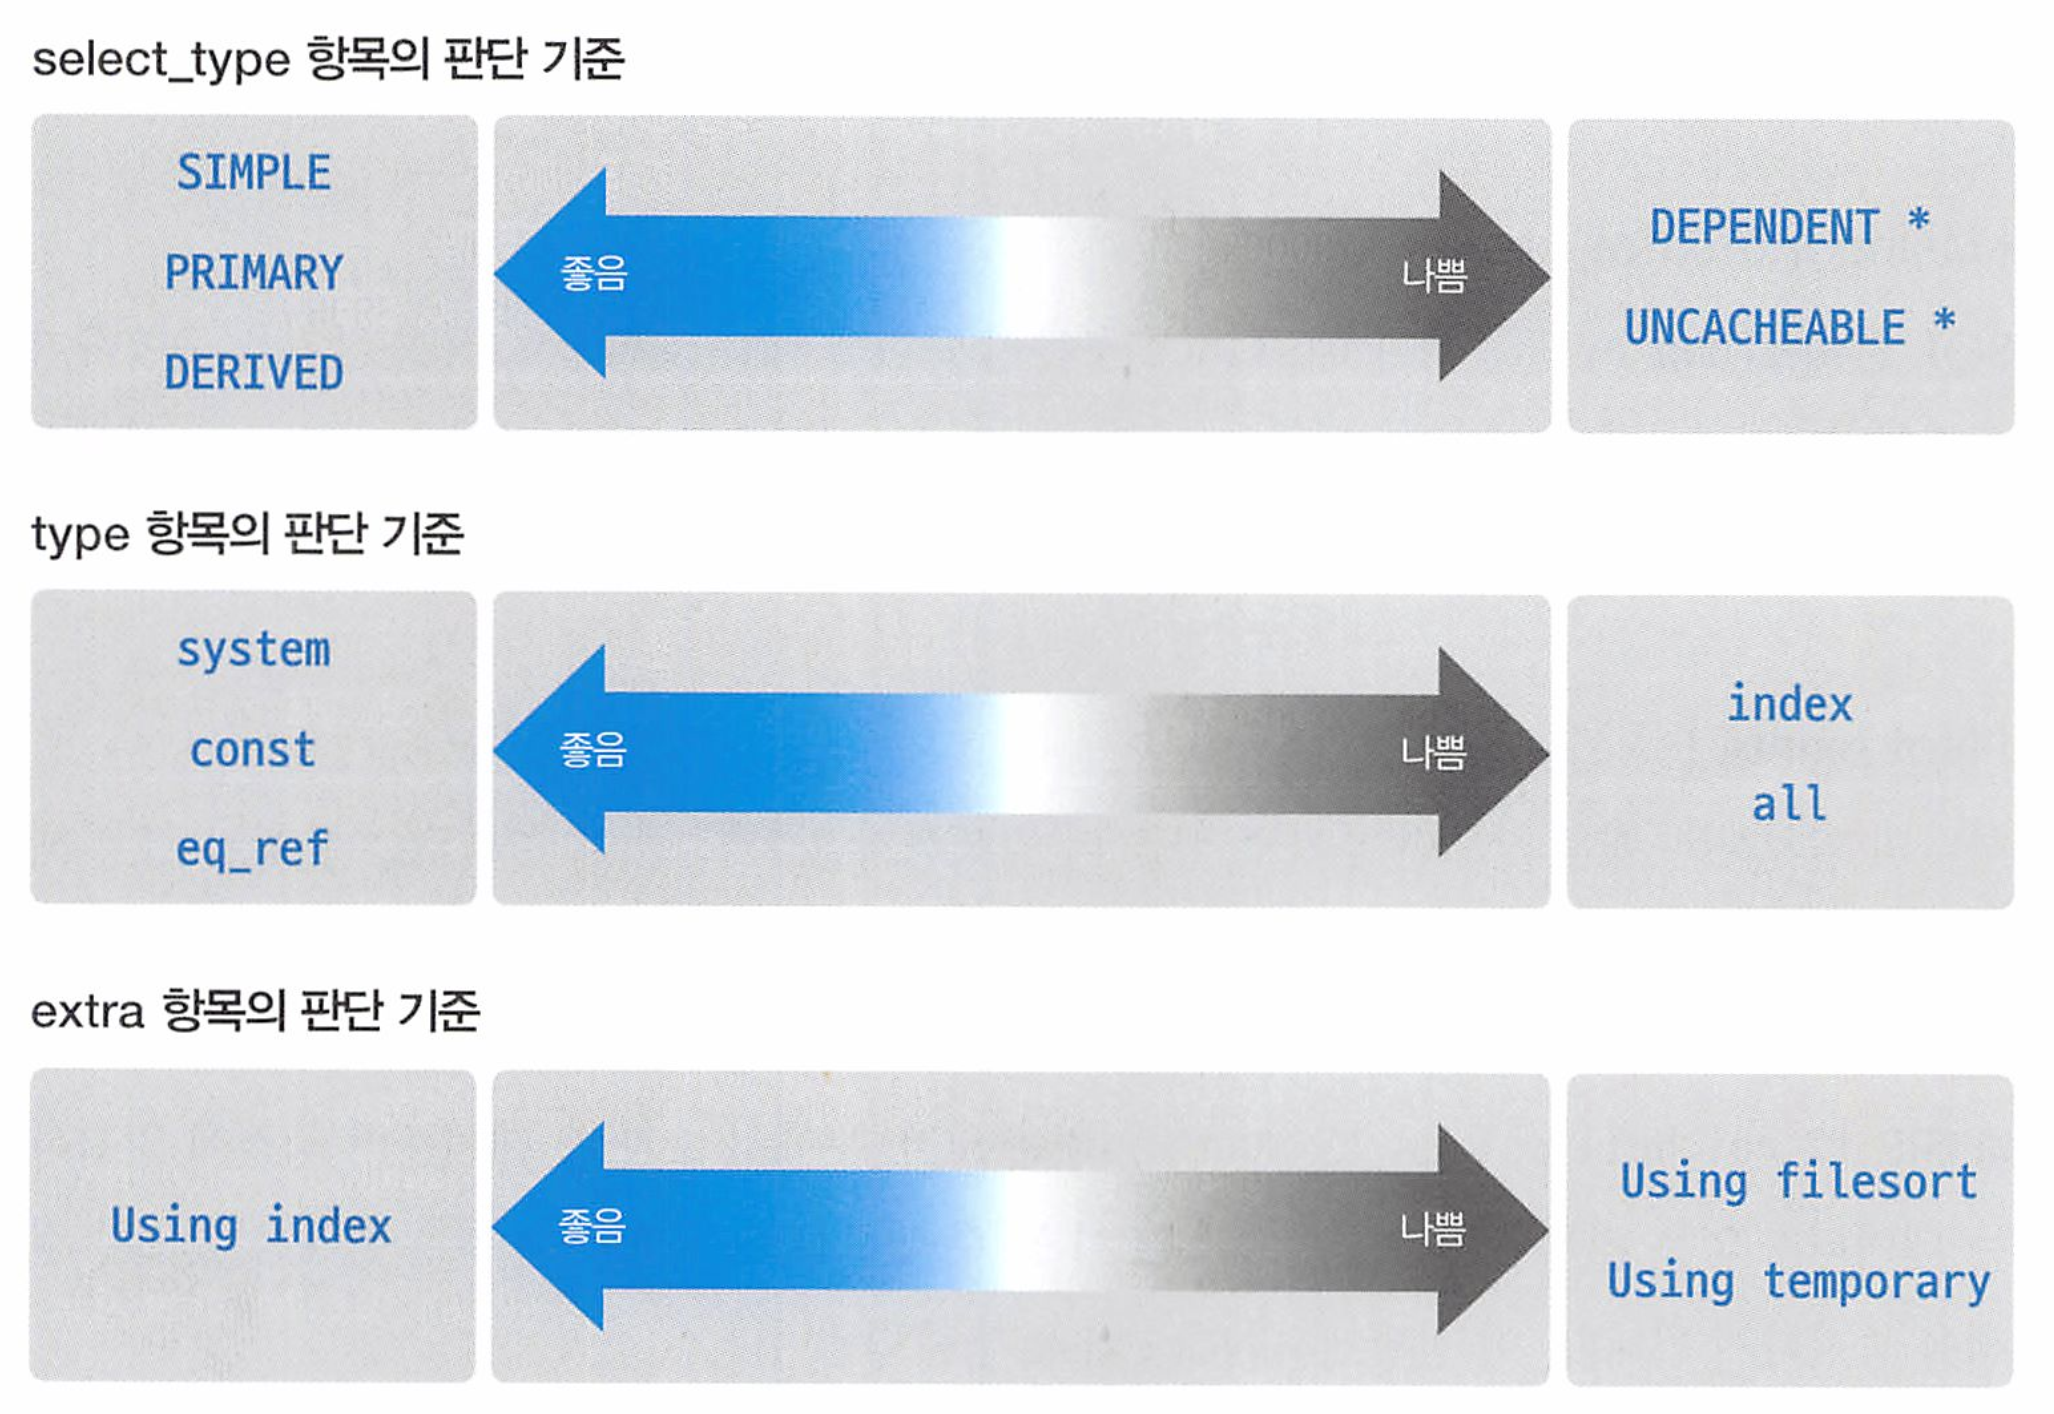 select_type 항목의 판단 기준
SIMPLE
PRIMARY
DERIVED
좋음
나쁨
DEPENDENT *
UNCACHEABLE *
type 항목의 판단 기준
system
const
eq_ref
좋음
나쁨
index
all
extra 항목의 판단 기준
Using index
좋음
나쁨
Using filesort
Using temporary